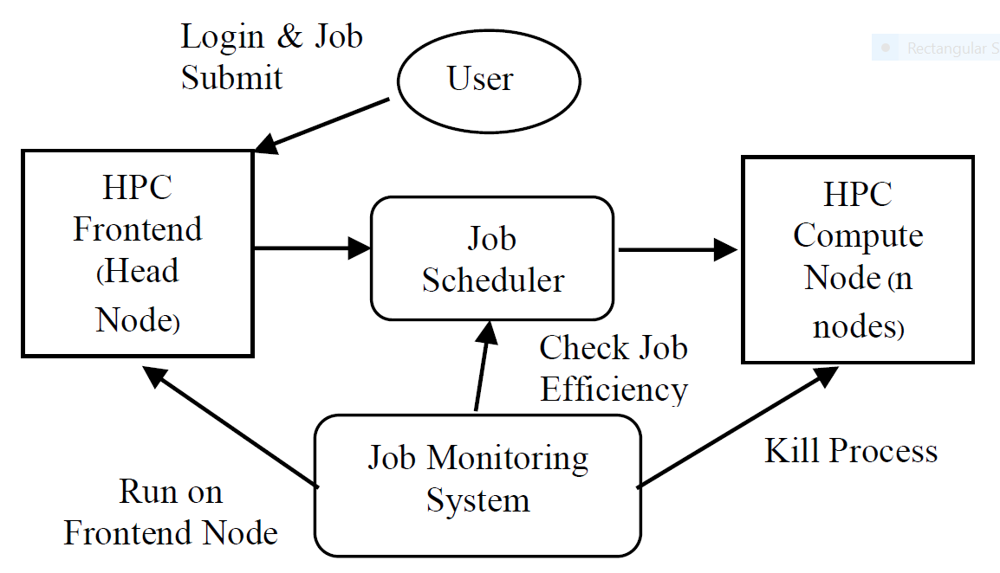 Login & Job
Submit
User
Rectangular S
HPC
Frontend
(Head
Node)
Job
Scheduler
HPC
Compute
Node (n
nodes)
Check Job
Efficiency
Job Monitoring
System
Kill Process
Run on
Frontend Node